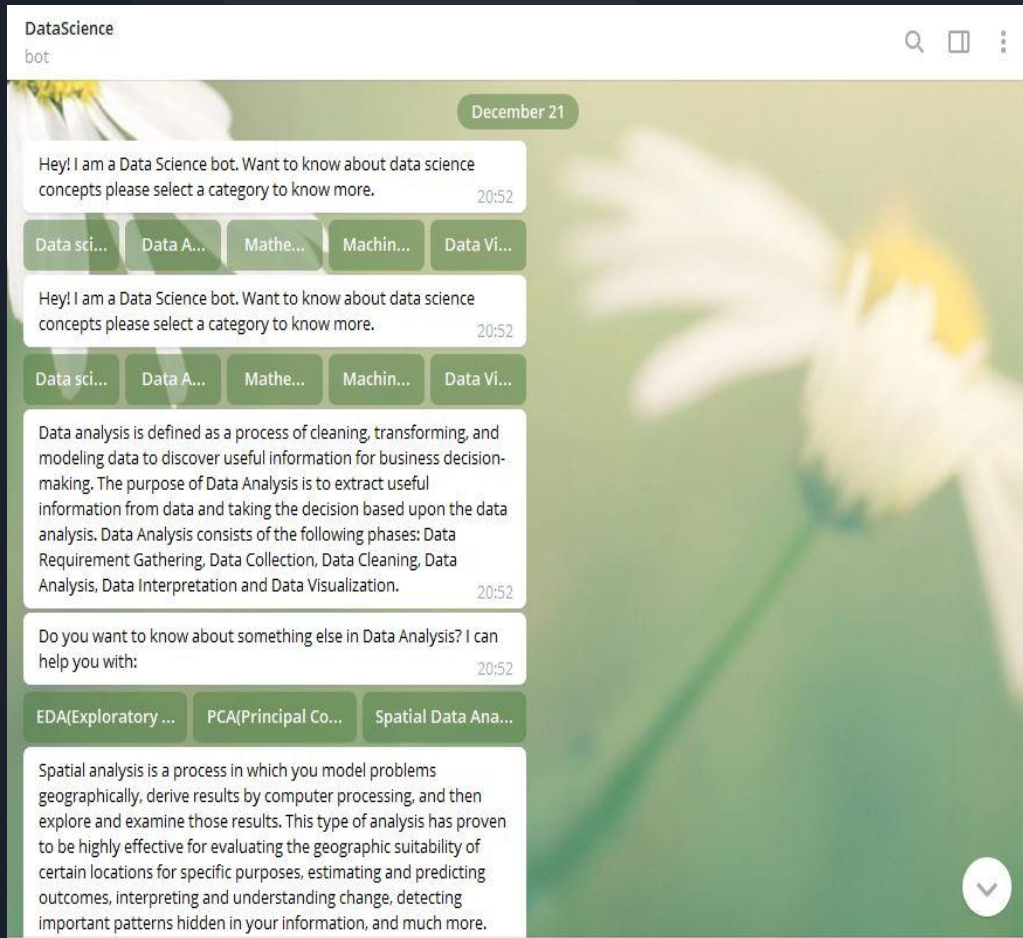 DataScience
bot
December 21
Hey! I am a Data Science bot. Want to know about data science
concepts please select a category to know more.
20:52
Data sci... Data A... Mathe... Machin... Data Vi...
Hey! I am a Data Science bot. Want to know about data science
concepts please select a category to know more.
20:52
Data sci... Data A... Mathe... Machin... Data Vi...
Data analysis is defined as a process of cleaning, transforming, and
modeling data to discover useful information for business decision-
making. The purpose of Data Analysis is to extract useful
information from data and taking the decision based upon the data
analysis. Data Analysis consists of the following phases: Data
Requirement Gathering, Data Collection, Data Cleaning, Data
Analysis, Data Interpretation and Data Visualization.
20:52
Do you want to know about something else in Data Analysis? I can
help you with:
20:52
EDA(Exploratory ... PCA(Principal Co... Spatial Data Ana...
Spatial analysis is a process in which you model problems
geographically, derive results by computer processing, and then
explore and examine those results. This type of analysis has proven
to be highly effective for evaluating the geographic suitability of
certain locations for specific purposes, estimating and predicting
outcomes, interpreting and understanding change, detecting
important patterns hidden in your information, and much more.